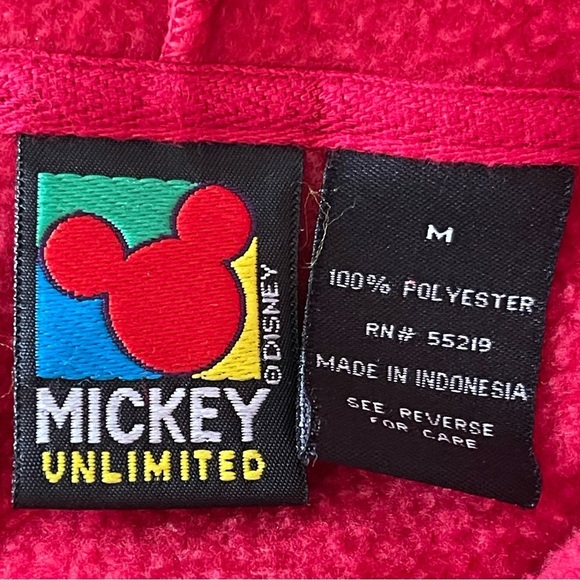 MICKEY
UNLIMITED
© DISNEY
M
100% POLYESTER
RN# 55219
MADE IN INDONESIA
SEE REVERSE
FOR CARE